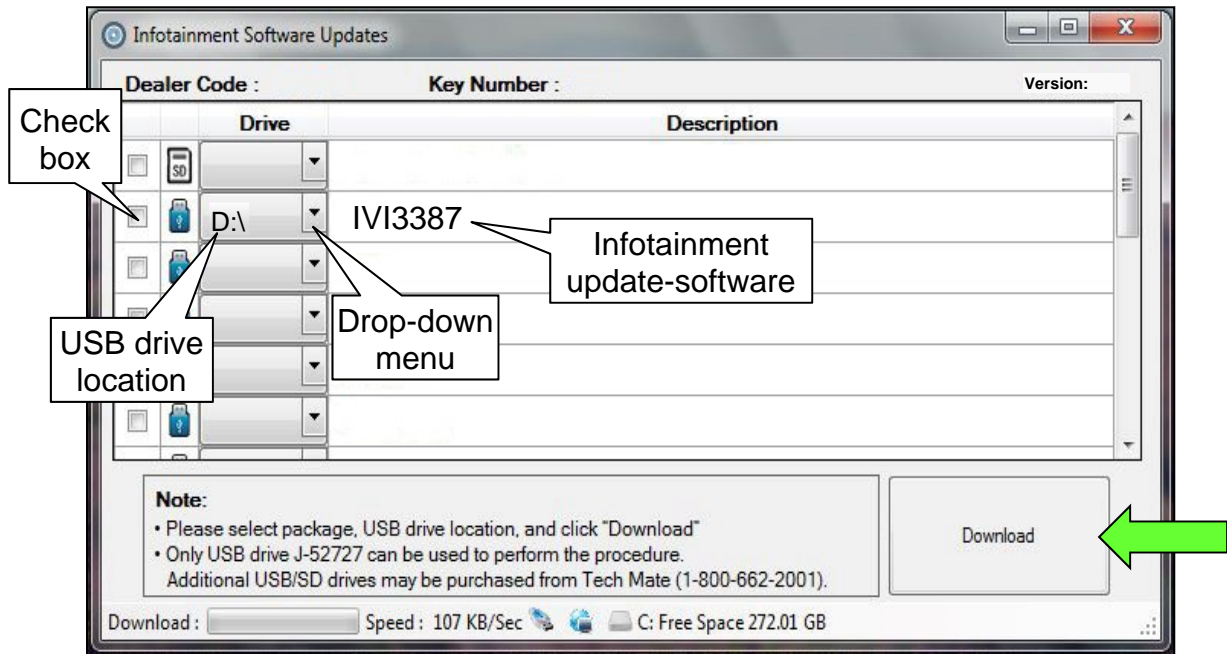 Infotainment Software Updates
Dealer Code :
Key Number :
Version:
Check
box
Drive
Description
SD
D:\
IVI3387
Infotainment
update-software
USB drive
location
Drop-down
menu
Note:
• Please select package, USB drive location, and click "Download"
• Only USB drive J-52727 can be used to perform the procedure.
Additional USB/SD drives may be purchased from Tech Mate (1-800-662-2001).
Download
Download :
Speed : 107 KB/Sec
C: Free Space 272.01 GB